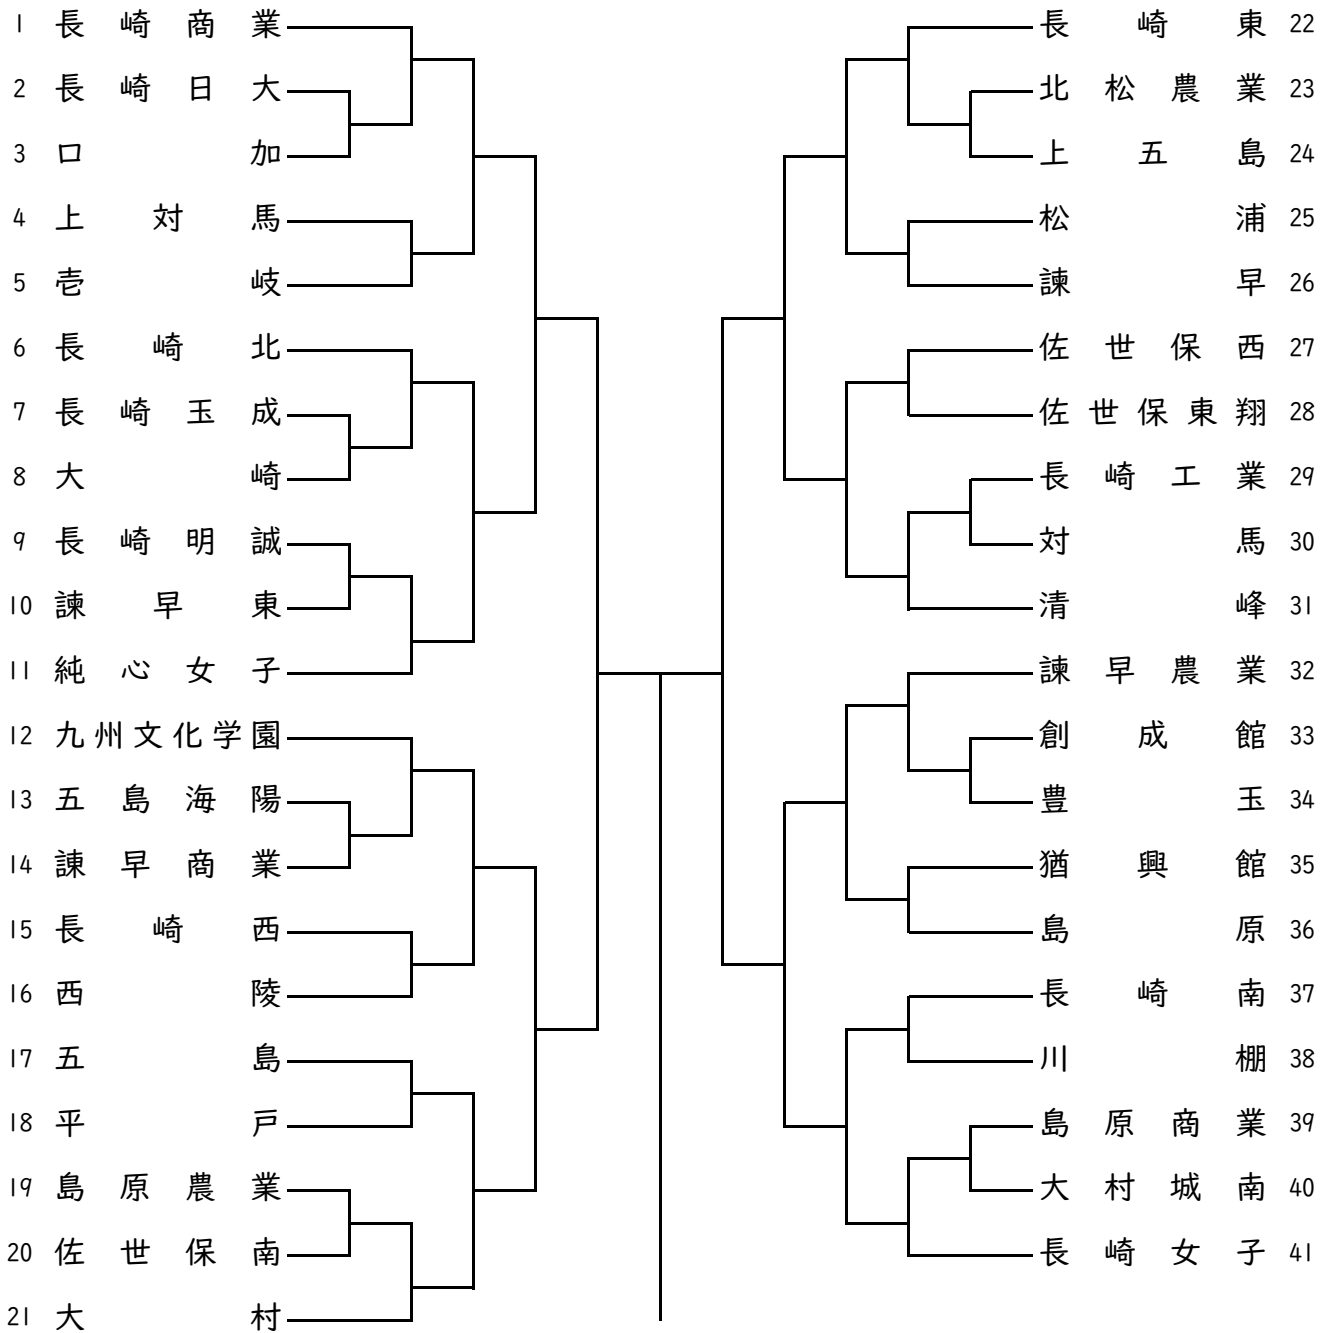 1 長崎商業
2 長崎日大
3 口加
4 上対馬
5 壱岐
6 長崎北
7 長崎玉成
8 大崎
9 長崎明誠
10 諫早東
11 純心女子
12 九州文化学園
13 五島海陽
14 諫早商業
15 長崎西
16 西陵
17 五島
18 平戸
19 島原農業
20 佐世保南
21 大村
長崎東 22
北松農業 23
上五島 24
松浦 25
諫早 26
佐世保西 27
佐世保東翔 28
長崎工業 29
対馬 30
清峰 31
諫早農業 32
創成館 33
豊玉 34
猶興館 35
島原 36
長崎南 37
川棚 38
島原商業 39
大村城南 40
長崎女子 41